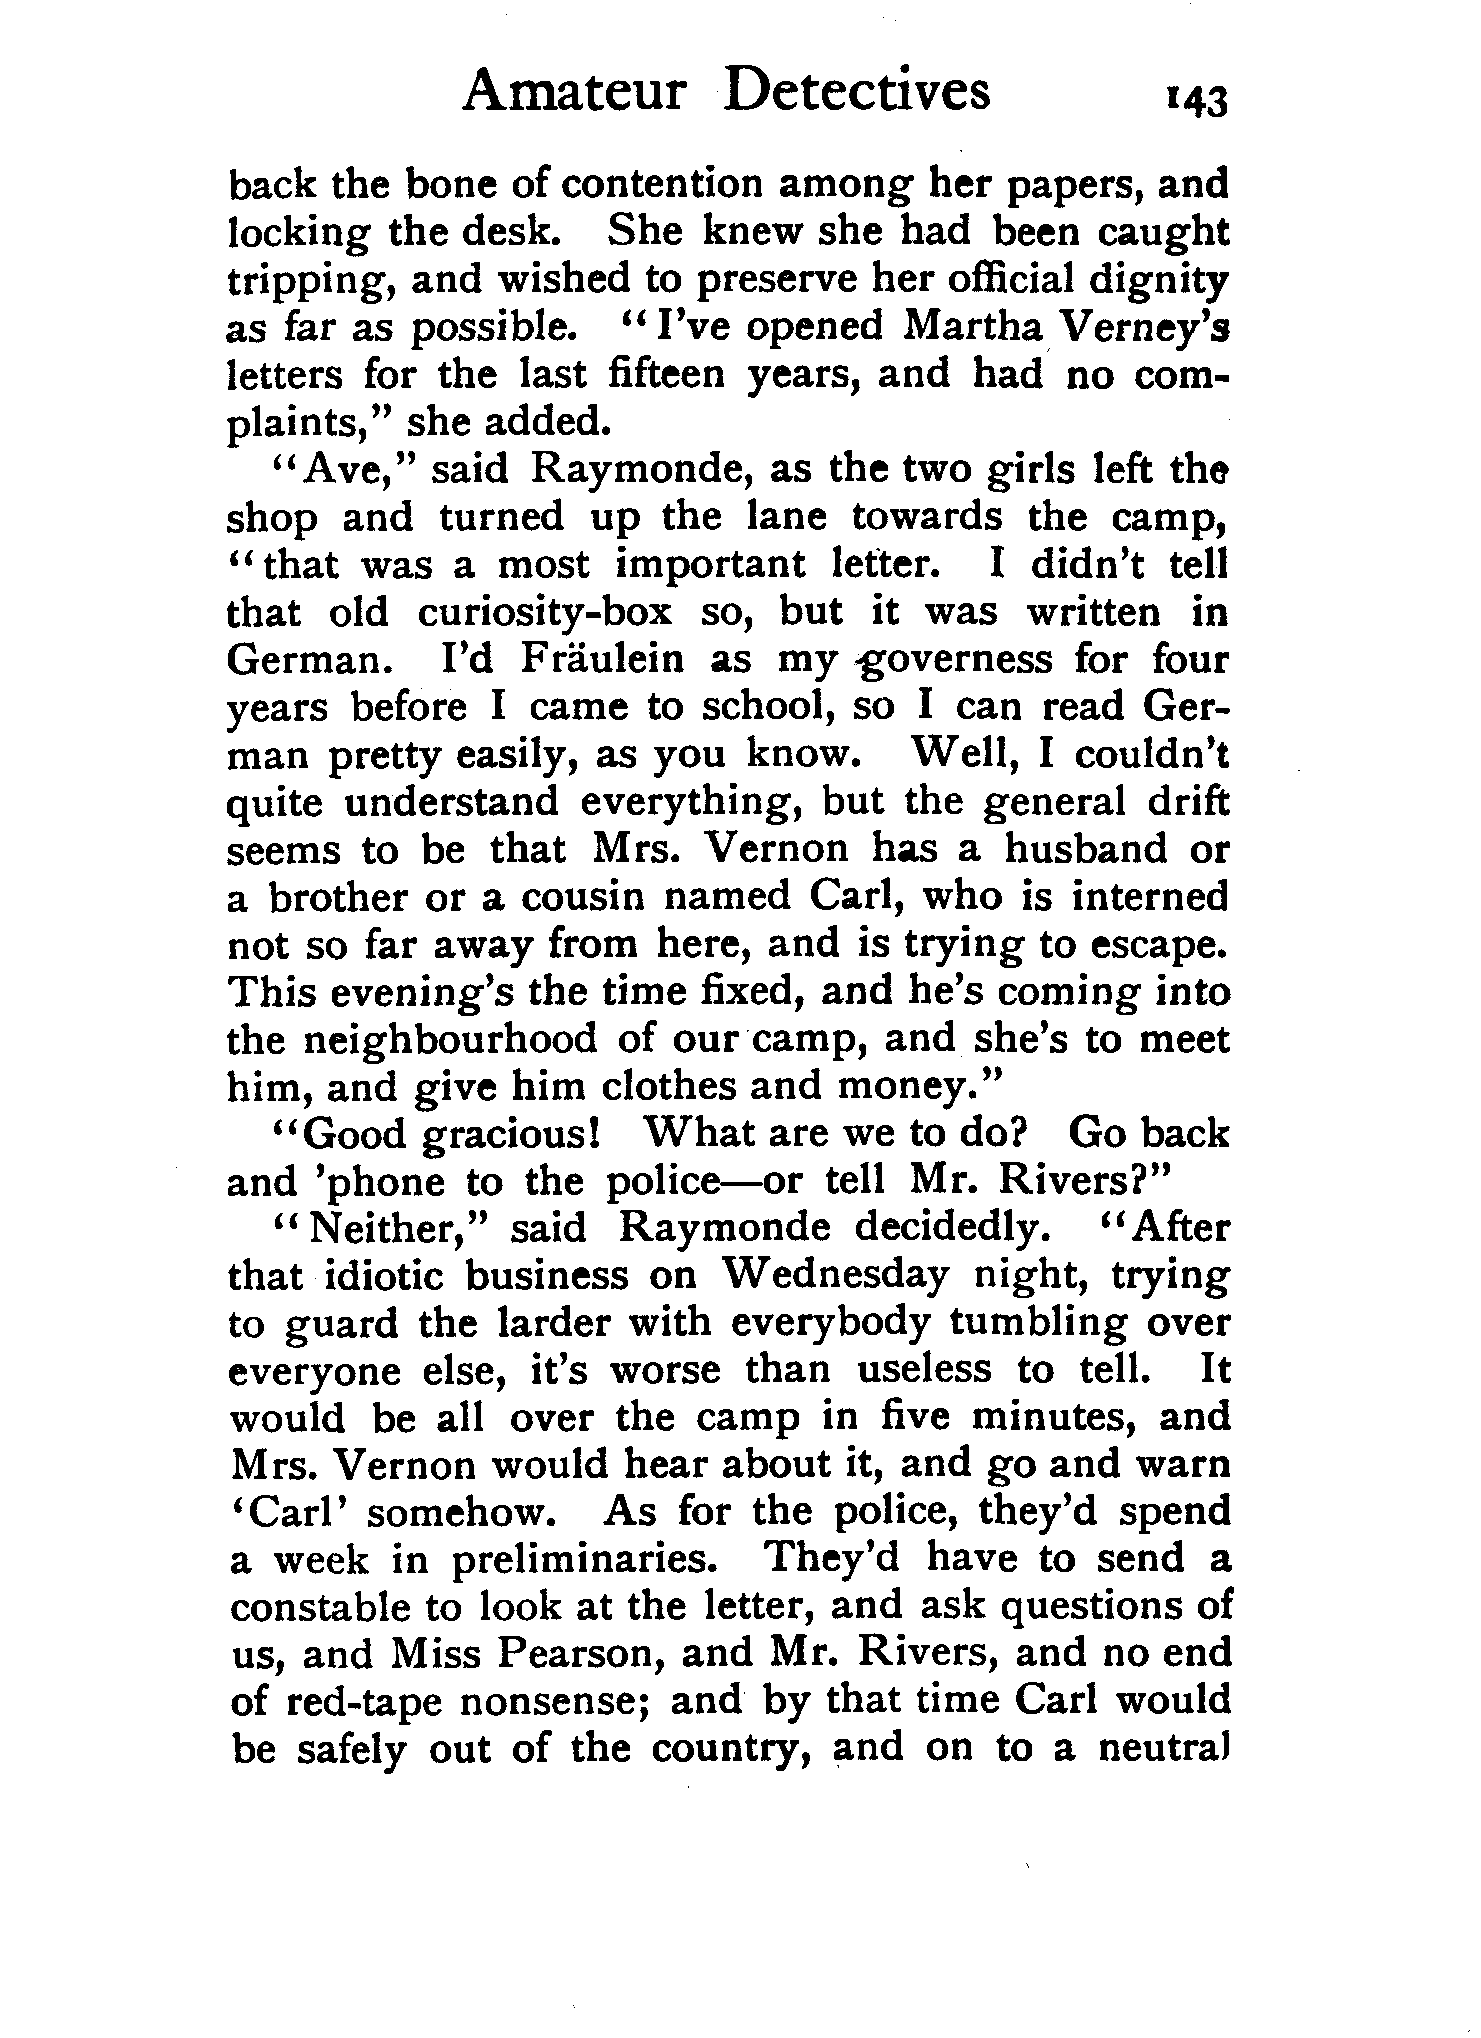 Amateur Detectives 143
back the bone of contention among her papers, and
locking the desk. She knew she had been caught
tripping, and wished to preserve her official dignity
as far as possible. "I've opened Martha Verney's
letters for the last fifteen years, and had no com-
plaints," she added.
"Ave," said Raymonde, as the two girls left the
shop and turned up the lane towards the camp,
"that was a most important letter. I didn't tell
that old curiosity-box so, but it was written in
German. I'd Fräulein as my governess for four
years before I came to school, so I can read Ger-
man pretty easily, as you know. Well, I couldn't
quite understand everything, but the general drift
seems to be that Mrs. Vernon has a husband or
a brother or a cousin named Carl, who is interned
not so far away from here, and is trying to escape.
This evening's the time fixed, and he's coming into
the neighbourhood of our camp, and she's to meet
him, and give him clothes and money."
"Good gracious! What are we to do? Go back
and 'phone to the police—or tell Mr. Rivers?"
"Neither," said Raymonde decidedly. "After
that idiotic business on Wednesday night, trying
to guard the larder with everybody tumbling over
everyone else, it's worse than useless to tell. It
would be all over the camp in five minutes, and
Mrs. Vernon would hear about it, and go and warn
'Carl' somehow. As for the police, they'd spend
a week in preliminaries. They'd have to send a
constable to look at the letter, and ask questions of
us, and Miss Pearson, and Mr. Rivers, and no end
of red-tape nonsense; and by that time Carl would
be safely out of the country, and on to a neutral